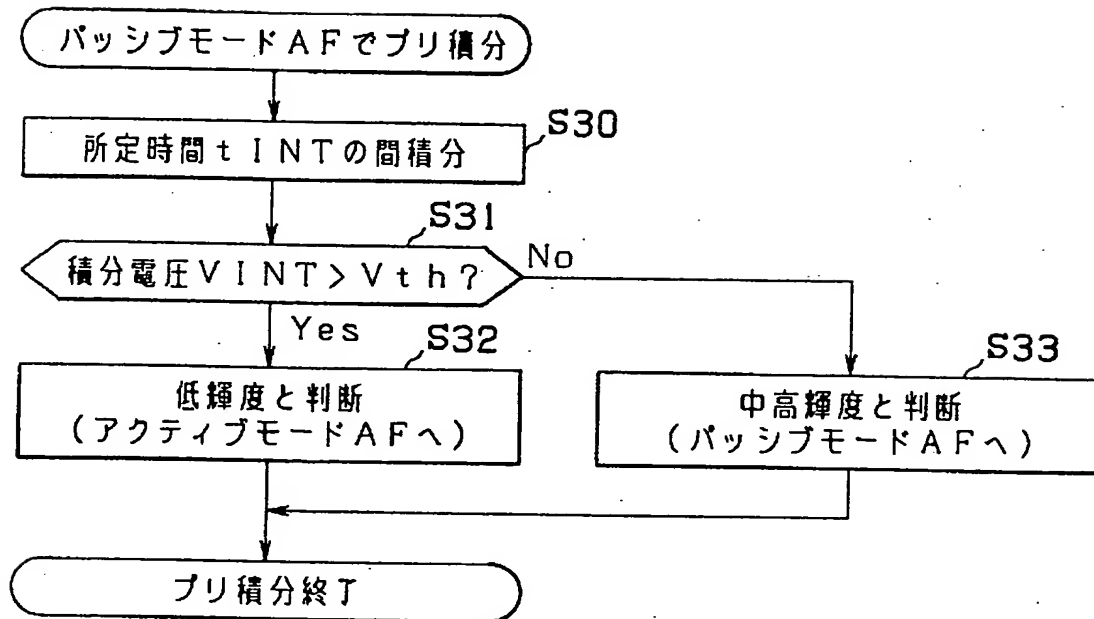 パッシブモードAFでプリ積分
S30
所定時間tINTの間積分
S31
積分電圧VINT>Vth?
No
Yes
S32
低輝度と判断
(アクティブモードAFへ)
S33
中高輝度と判断
(パッシブモードAFへ)
プリ積分終了